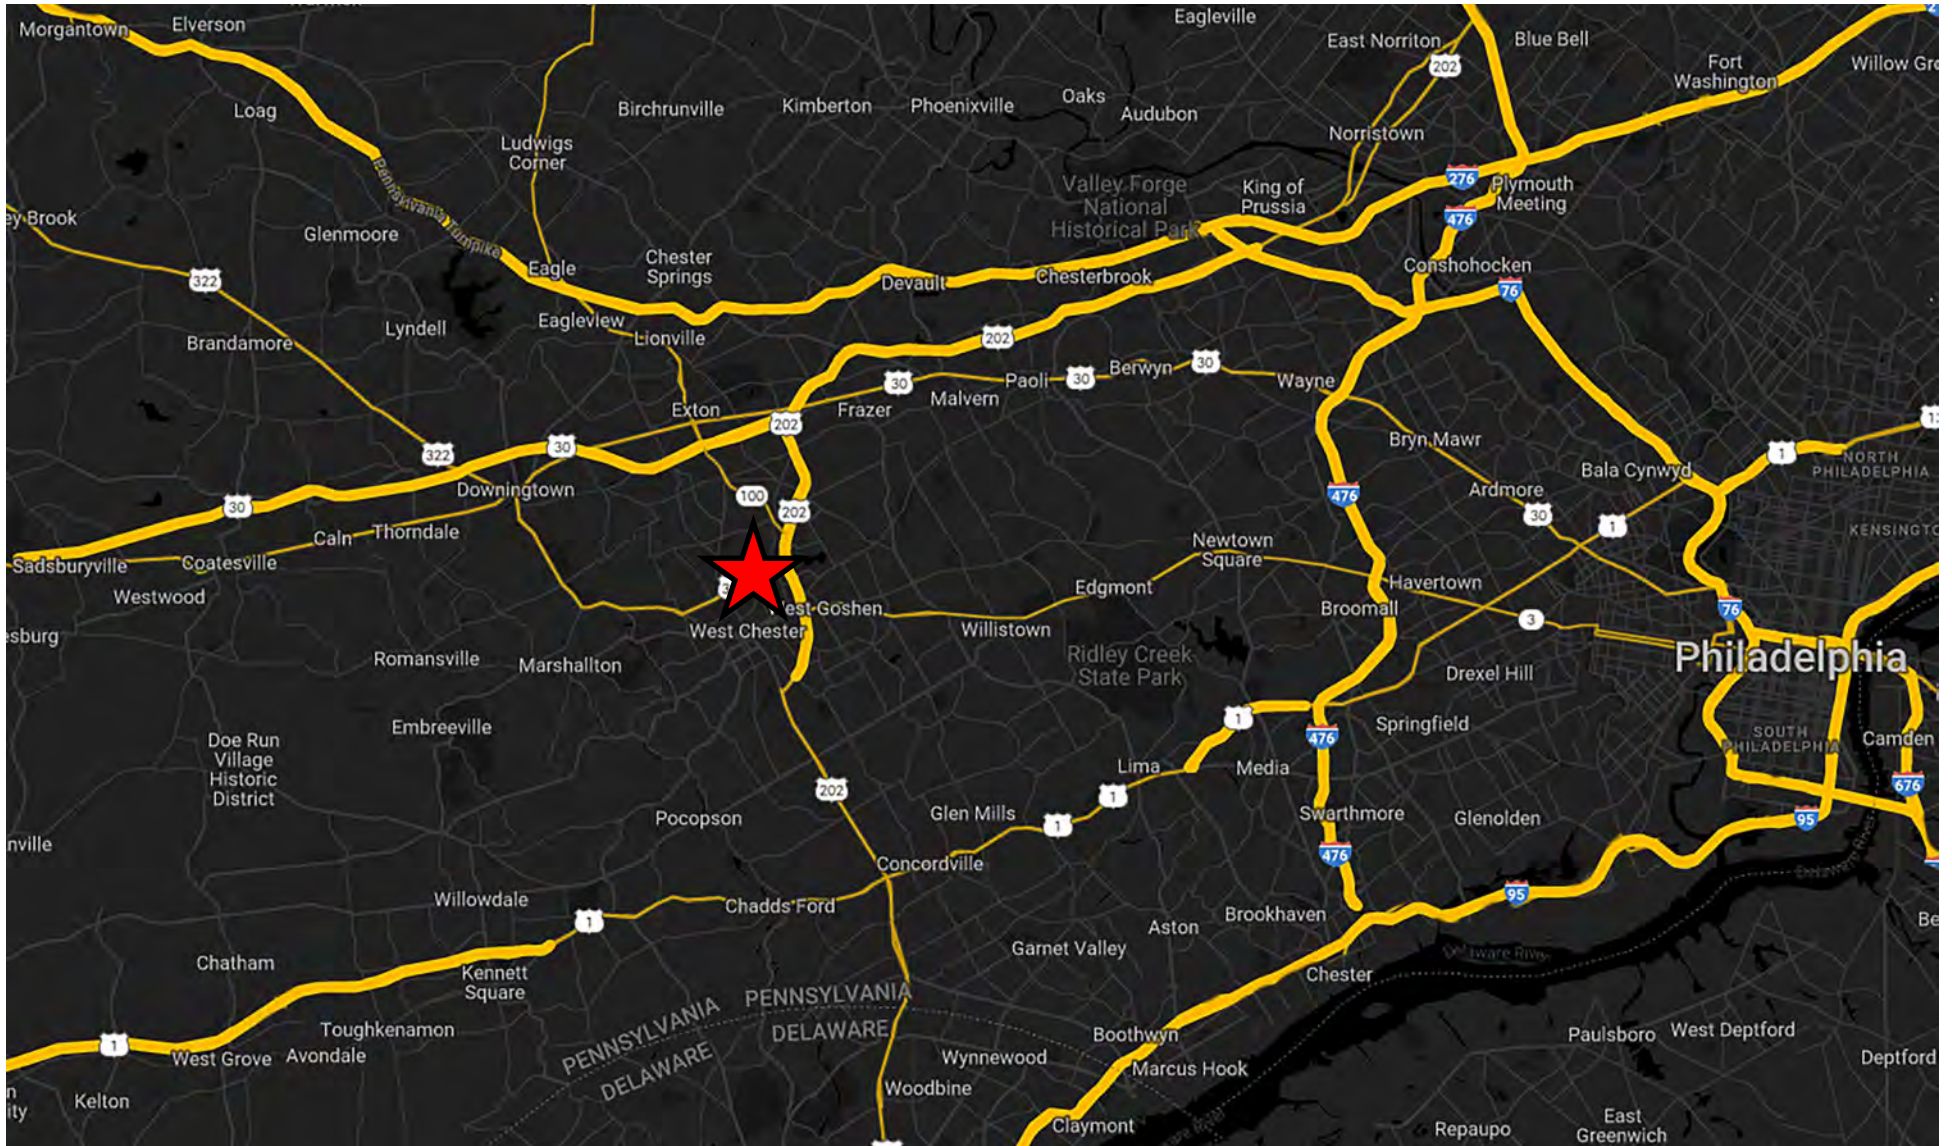 Morgantown
Elverson
Eagleville
East Norriton
Blue Bell
202
Fort
Washington
Loag
Birchrunville
Kimberton
Phoenixville
Oaks
Audubon
Ludwigs
Corner
Norristown
Pennsylvania Turnpike
276
Plymouth
Meeting
476
Valley Forge
National
Historical Park
King of
Prussia
Glenmoore
Chester
Springs
Eagle
322
Devault
Chesterbrook
Conshohocken
76
Brandamore
Lyndell
Eagleview
Lionville
202
30
Berwyn
30
Paoli
30
Wayne
Malvern
Exton
Frazer
202
Bryn Mawr
1
NORTH
PHILADELPHIA
Bala Cynwyd
322
30
Downingtown
100
202
476
Ardmore
30
1
30
Caln
Thorndale
KENSINGTO
Sadsburyville
Coatesville
Westwood
Newtown
Square
Edgmont
Havertown
Broomall
3
76
West Goshen
West Chester
Willistown
Philadelphia
Romansville
Marshallton
Ridley Creek
State Park
Drexel Hill
Embreeville
Doe Run
Village
Historic
District
1
476
Springfield
SOUTH
PHILADELPHIA
Camden
Lima
Media
676
202
1
Pocopson
Glen Mills
1
Swarthmore
Glenolden
95
nville
Concordville
476
Willowdale
1
Chadds Ford
95
Brookhaven
Aston
Garnet Valley
Delaware River
Delaware River
Chatham
Kennett
Square
Chester
PENNSYLVANIA
PENNSYLVANIA
DELAWARE
DELAWARE
1
West Grove
Avondale
Toughkenamon
Boothwyn
Wynnewood
Marcus Hook
Paulsboro
West Deptford
Deptford
Kelton
Woodbine
Claymont
Repaupo
East
Greenwich